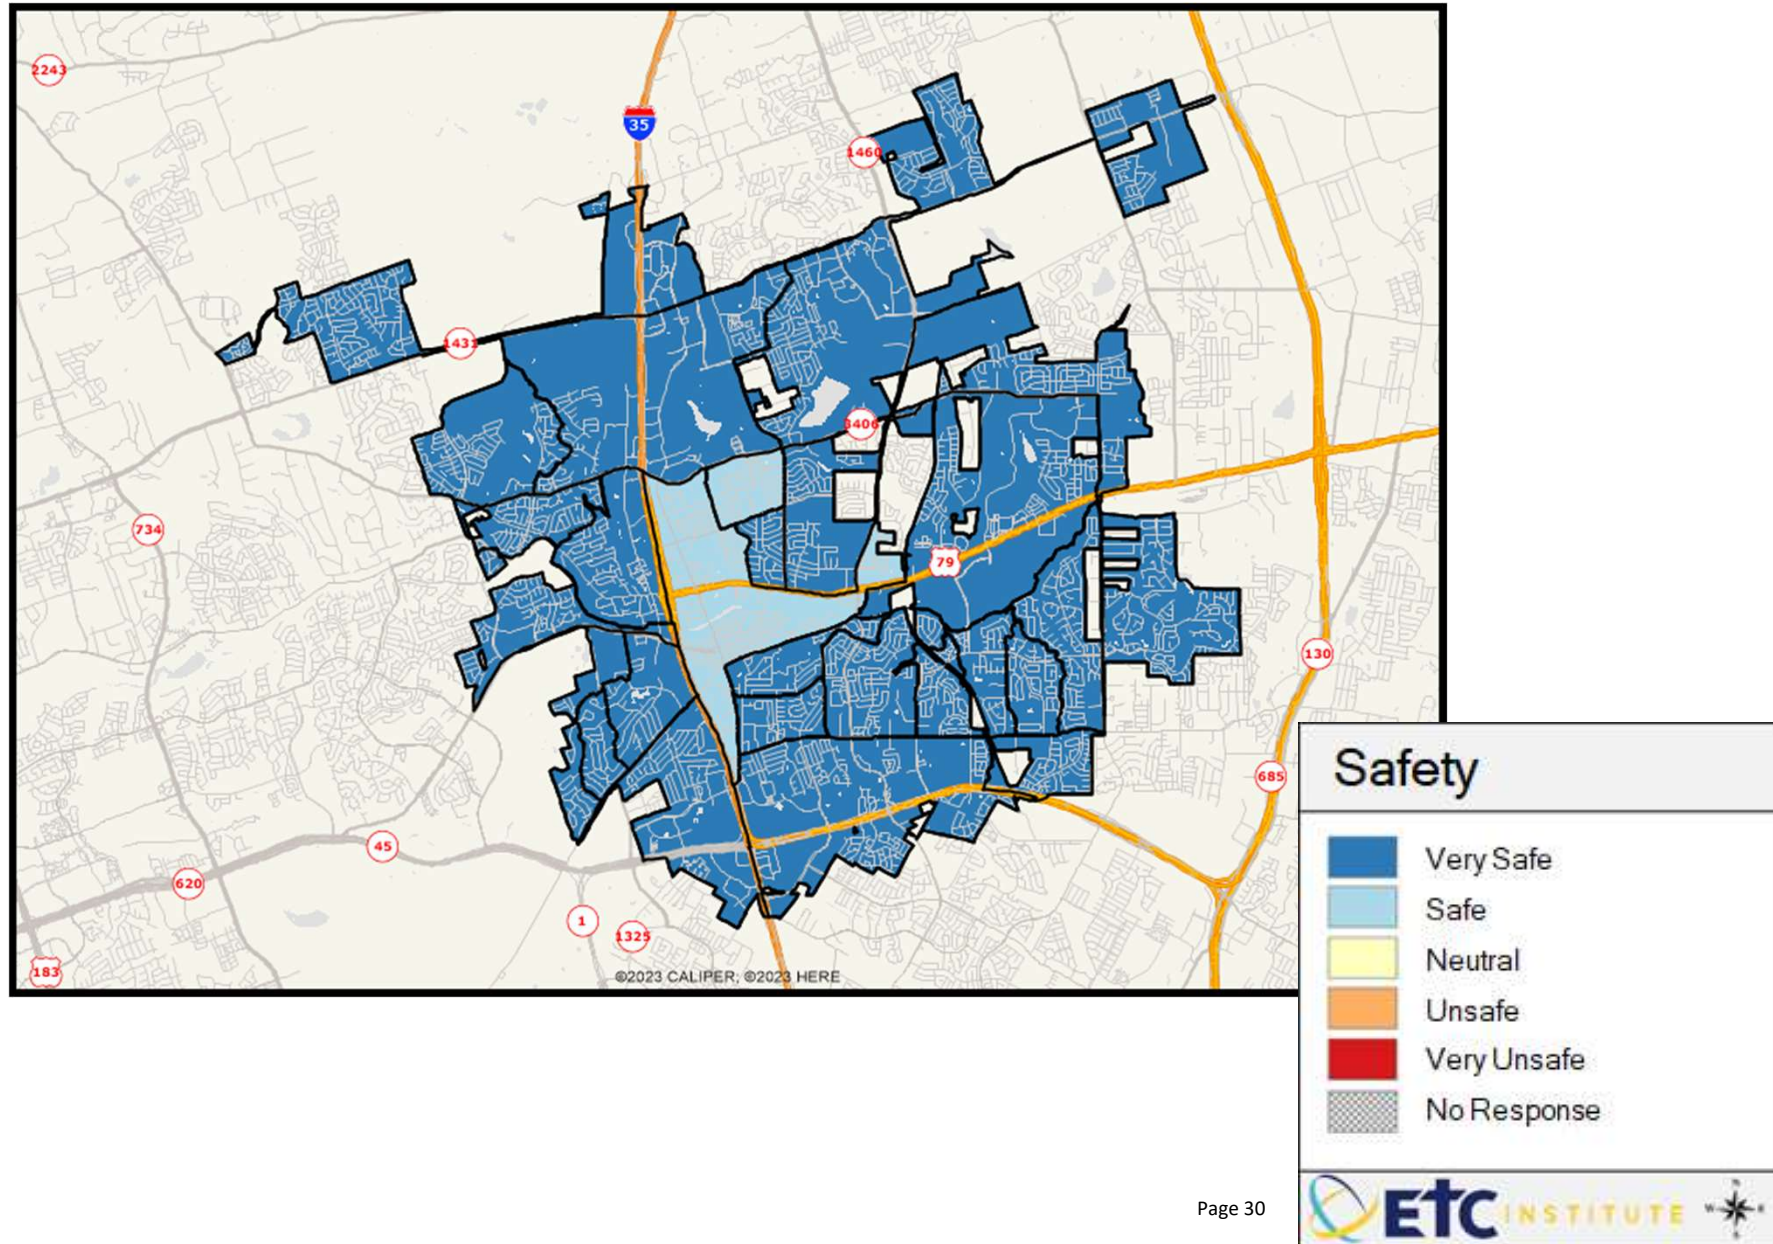 2243
35
1460
1431
3406
734
79
130
685
45
620
1
1325
183
©2023 CALIPER; ©2023 HERE
Safety
Very Safe
Safe
Neutral
Unsafe
Very Unsafe
No Response
Page 30
ETC INSTITUTE